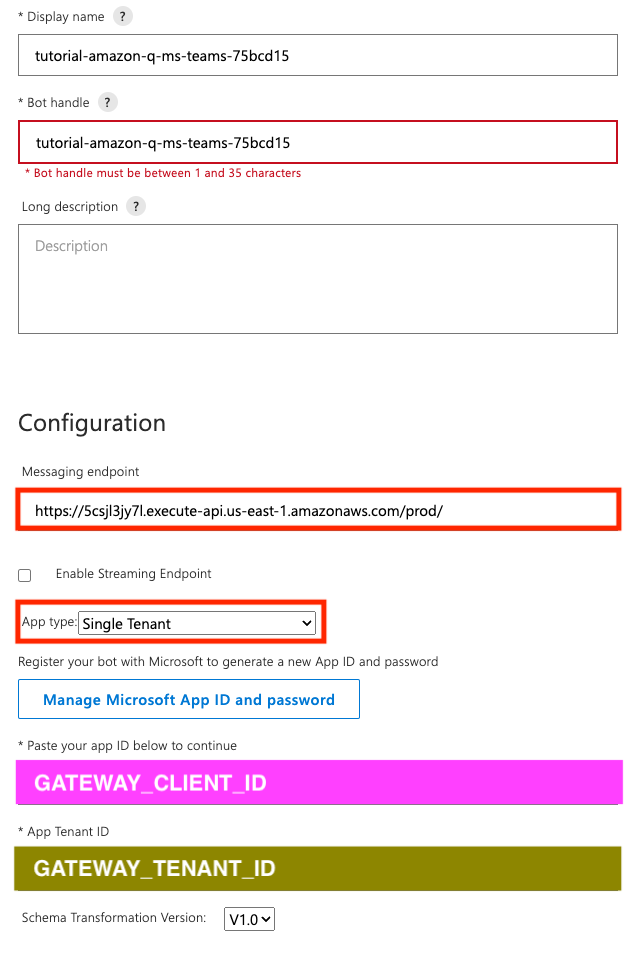 * Display name ?
tutorial-amazon-q-ms-teams-75bcd15
* Bot handle ?
tutorial-amazon-q-ms-teams-75bcd15
* Bot handle must be between 1 and 35 characters
Long description ?
Description
Configuration
Messaging endpoint
https://5csjl3jy7l.execute-api.us-east-1.amazonaws.com/prod/
Enable Streaming Endpoint
App type: Single Tenant
Register your bot with Microsoft to generate a new App ID and password
Manage Microsoft App ID and password
* Paste your app ID below to continue
GATEWAY_CLIENT_ID
* App Tenant ID
GATEWAY_TENANT_ID
Schema Transformation Version: V1.0